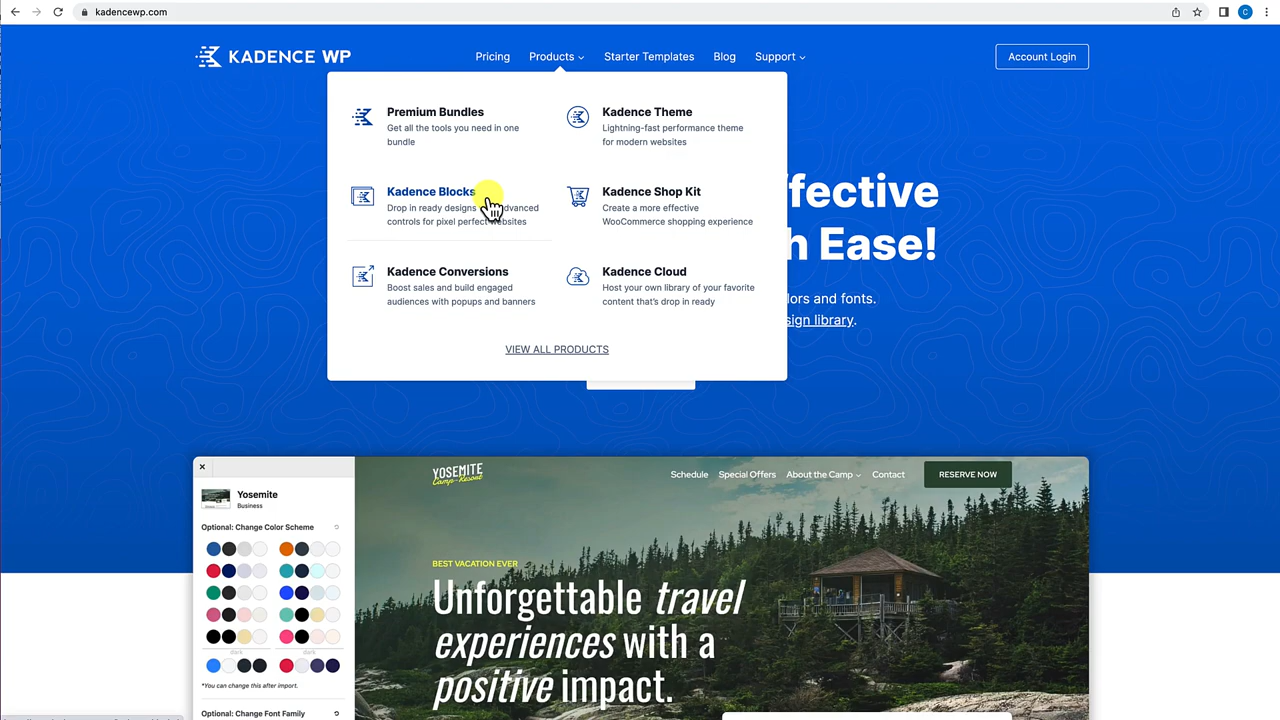 kadencewp.com
C
KADENCE WP
Pricing
Products
Starter Templates
Blog
Support
Account Login
Premium Bundles
Get all the tools you need in one
bundle
Kadence Theme
Lightning-fast performance theme
for modern websites
Kadence Blocks
Drop in ready designs
dvanced
controls for pixel perfect websites
Kadence Shop Kit
Create a more effective
WooCommerce shopping experience
Kadence Conversions
Boost sales and build engaged
audiences with popups and banners
Kadence Cloud
Host your own library of your favorite
content that's drop in ready
VIEW ALL PRODUCTS
ffective
h Ease!
lors and fonts.
sign library.
Yosemite
Business
Optional: Change Color Scheme
dark
dark
*You can change this after import.
Optional: Change Font Family
YOSEMITE
Camp-Resort
Schedule
Special Offers
About the Camp
Contact
RESERVE NOW
BEST VACATION EVER
Unforgettable travel
experiences with a
positive impact.